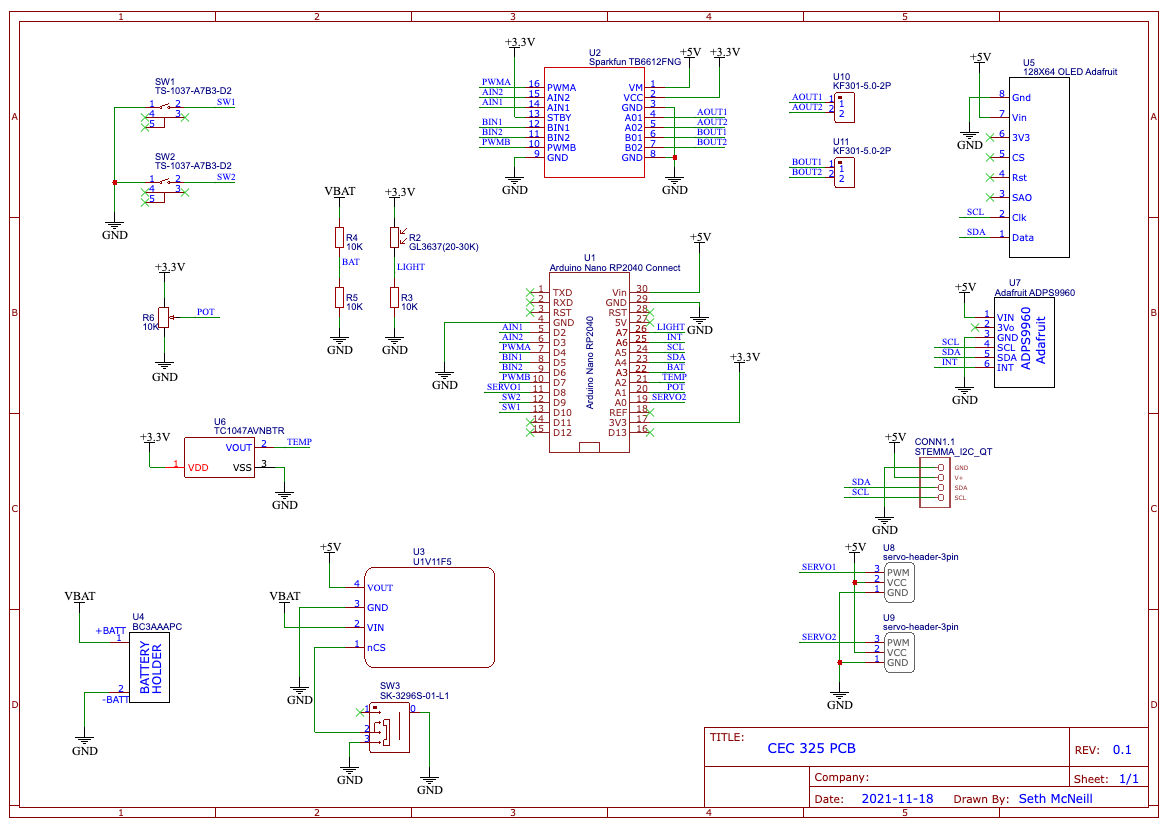 1 2 3 4 5
A
B
C
D
SW1
TS-1037-A7B3-D2
1 2 SW1
4 3
5
SW2
TS-1037-A7B3-D2
1 2 SW2
4 3
5
GND
+3.3V
R6
10K
POT
GND
VBAT
R4
10K
BAT
R5
10K
GND
+3.3V
R2
GL3637(20-30K)
LIGHT
R3
10K
GND
+3.3V
U2
Sparkfun TB6612FNG
+5V +3.3V
PWMA 16 PWMA VM 1
AIN2 15 AIN2 VCC 2
AIN1 14 AIN1 GND 3
13 STBY A01 4 AOUT1
BIN1 12 BIN1 A02 5 AOUT2
BIN2 11 BIN2 B01 6 BOUT1
PWMB 10 PWMB B02 7 BOUT2
9 GND GND 8
GND GND
U10
KF301-5.0-2P
AOUT1 1 1
AOUT2 2 2
U11
KF301-5.0-2P
BOUT1 1 1
BOUT2 2 2
+5V
U5
128X64 OLED Adafruit
8 Gnd
7 Vin
GND
6 3V3
5 CS
4 Rst
3 SAO
SCL 2 Clk
SDA 1 Data
+5V
U1
Arduino Nano RP2040 Connect
Arduino Nano RP2040
1 TXD Vin 30
2 RXD GND 29
3 RST RST 28
4 GND 5V 27
AIN1 5 D2 A7 26 LIGHT
AIN2 6 D3 A6 25 INT
PWMA 7 D4 A5 24 SCL
BIN1 8 D5 A4 23 SDA
BIN2 9 D6 A3 22 BAT
PWMB 10 D7 A2 21 TEMP
SERVO1 11 D8 A1 20 POT
SW2 12 D9 A0 19 SERVO2
SW1 13 D10 REF 18
14 D11 3V3 17
15 D12 D13 16
GND
GND
+3.3V
+5V
U7
Adafruit ADPS9960
1 VIN
2 3Vo
3 GND
SCL 4 SCL
SDA 5 SDA
INT 6 INT
ADPS9960
Adafruit
GND
+3.3V
U6
TC1047AVNBTR
VOUT 2 TEMP
1 VDD VSS 3
GND
+5V
CONN1.1
STEMMA_I2C_QT
GND
V+
SDA SDA
SCL SCL
GND
+5V
U3
U1V11F5
4 VOUT
3 GND
VBAT
2 VIN
1 nCS
GND
SW3
SK-3296S-01-L1
1 0
2
3
GND
GND
VBAT
U4
BC3AAAPC
+BATT
1
2
-BATT
BATTERY
HOLDER
GND
+5V
U8
servo-header-3pin
SERVO1 3 PWM
2 VCC
1 GND
U9
servo-header-3pin
SERVO2 3 PWM
2 VCC
1 GND
GND
TITLE:
CEC 325 PCB
REV: 0.1
Company:
Sheet: 1/1
Date: 2021-11-18 Drawn By: Seth McNeill
A
B
C
D
1 2 3 4 5